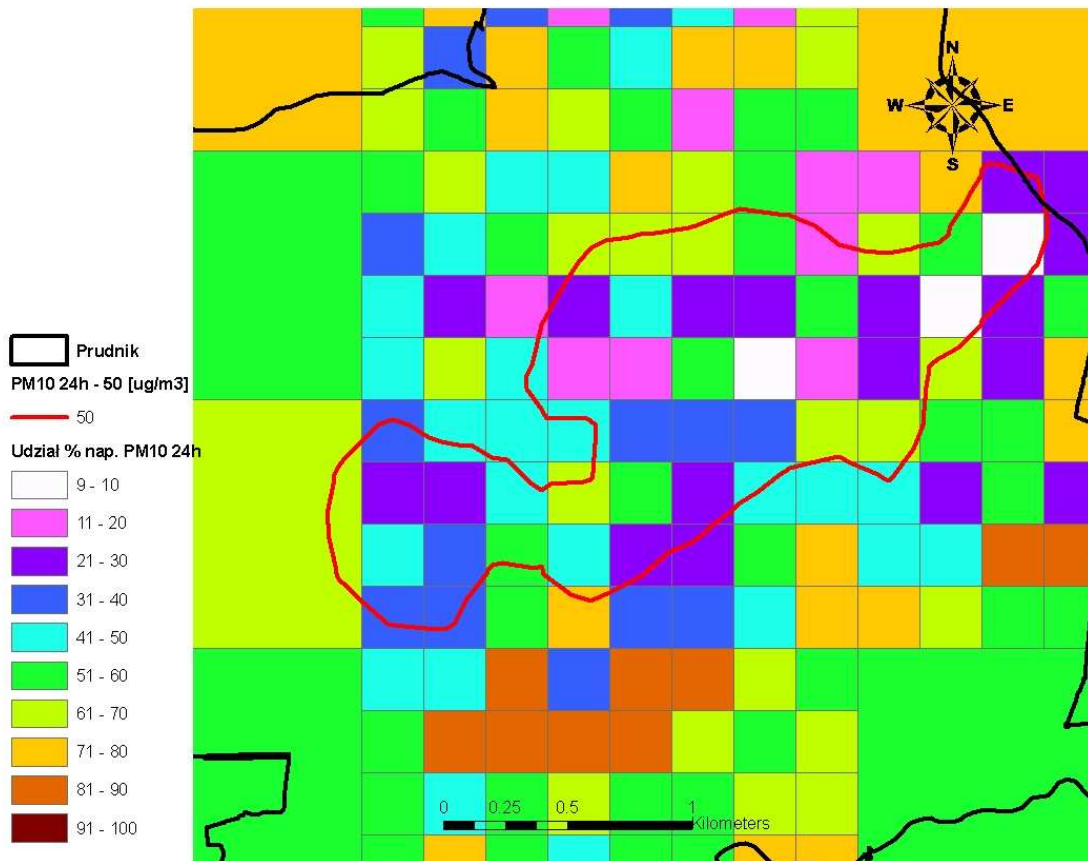 N
W E
S
Prudnik
PM10 24h - 50 [ug/m3]
50
Udział % nap. PM10 24h
9 - 10
11 - 20
21 - 30
31 - 40
41 - 50
51 - 60
61 - 70
71 - 80
81 - 90
91 - 100
0 0.25 0.5 1
Kilometers